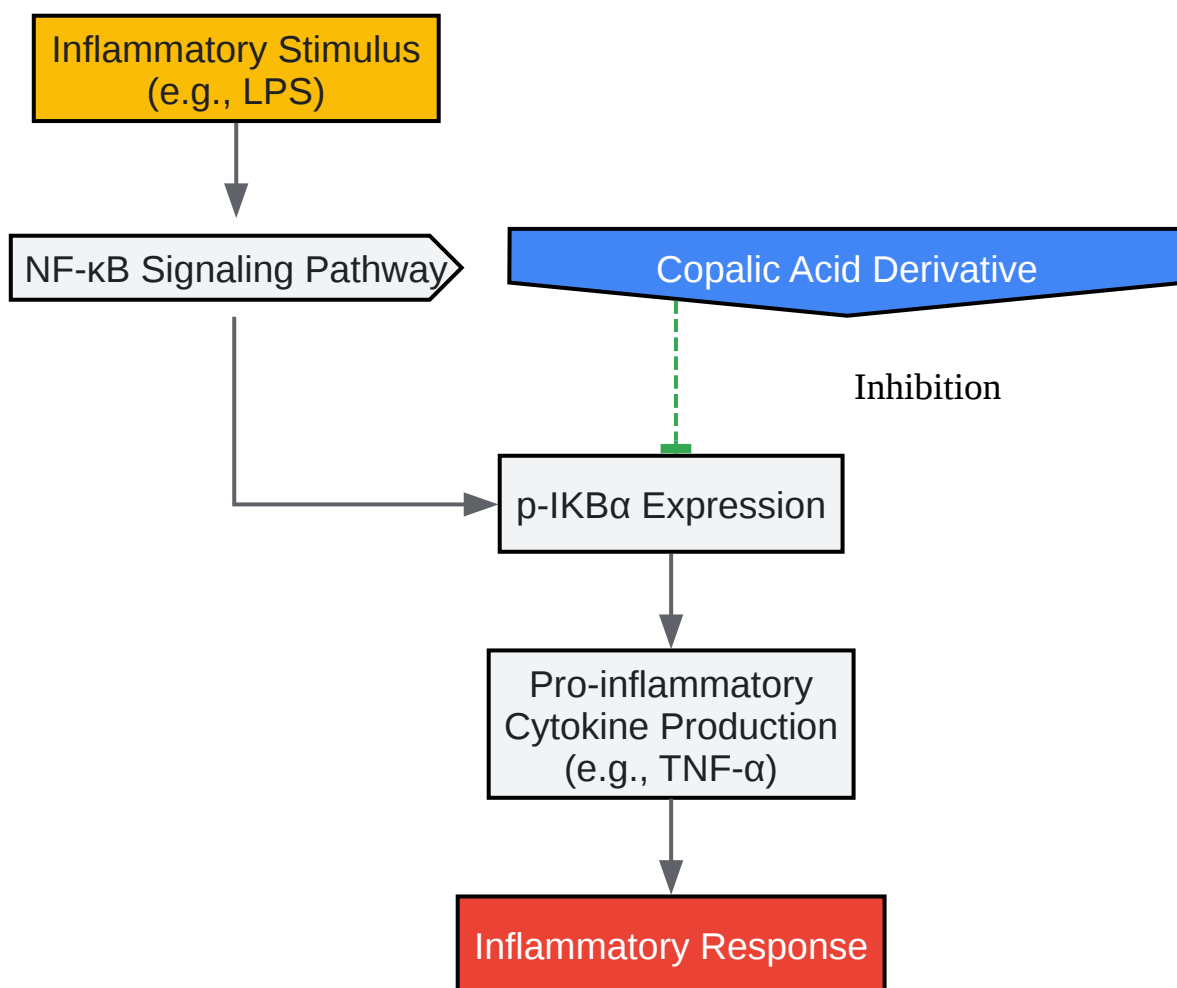 Inflammatory Stimulus
(e.g., LPS)
NF-κB Signaling Pathway
Copalic Acid Derivative
Inhibition
p-IKBα Expression
Pro-inflammatory
Cytokine Production
(e.g., TNF-α)
Inflammatory Response